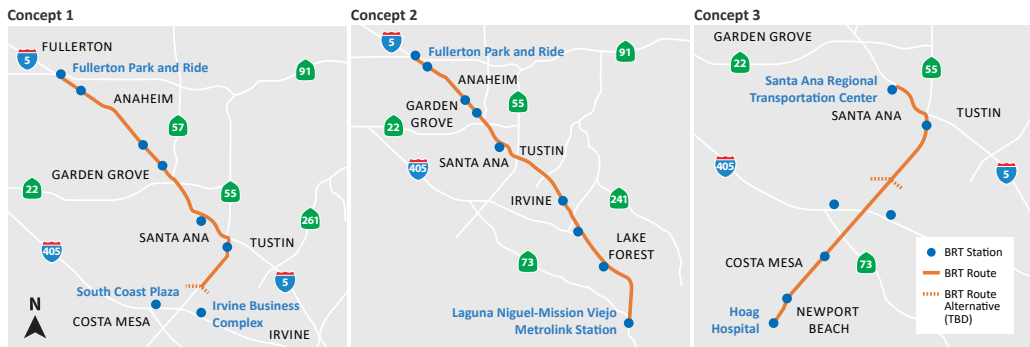 Concept 1
5
FULLERTON
Fullerton Park and Ride
91
ANAHEIM
57
GARDEN GROVE
22
55
261
SANTA ANA
TUSTIN
405
5
South Coast Plaza
Irvine Business
Complex
N
COSTA MESA
IRVINE
Concept 2
5
Fullerton Park and Ride
91
ANAHEIM
55
GARDEN
GROVE
22
TUSTIN
405
SANTA ANA
IRVINE
241
LAKE
FOREST
73
Laguna Niguel-Mission Viejo
Metrolink Station
Concept 3
GARDEN GROVE
22
55
Santa Ana Regional
Transportation Center
SANTA ANA
TUSTIN
405
5
COSTA MESA
73
Hoag
Hospital
NEWPORT
BEACH
BRT Station
BRT Route
BRT Route
Alternative
(TBD)